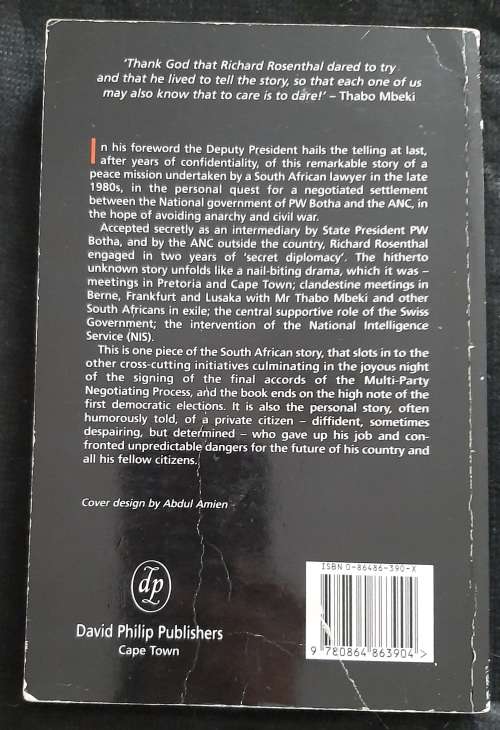 'Thank God that Richard Rosenthal dared to try
and that he lived to tell the story, so that each one of us
may also know that to care is to dare!' – Thabo Mbeki
In his foreword the Deputy President hails the telling at last,
after years of confidentiality, of this remarkable story of a
peace mission undertaken by a South African lawyer in the late
1980s, in the personal quest for a negotiated settlement
between the National government of PW Botha and the ANC, in
the hope of avoiding anarchy and civil war.
Accepted secretly as an intermediary by State President PW
Botha, and by the ANC outside the country, Richard Rosenthal
engaged in two years of 'secret diplomacy'. The hitherto
unknown story unfolds like a nail-biting drama, which it was –
meetings in Pretoria and Cape Town; clandestine meetings in
Berne, Frankfurt and Lusaka with Mr Thabo Mbeki and other
South Africans in exile; the central supportive role of the Swiss
Government; the intervention of the National Intelligence
Service (NIS).
This is one piece of the South African story, that slots in to the
other cross-cutting initiatives culminating in the joyous night
of the signing of the final accords of the Multi-Party
Negotiating Process, and the book ends on the high note of the
first democratic elections. It is also the personal story, often
humorously told, of a private citizen – diffident, sometimes
despairing, but determined – who gave up his job and con-
fronted unpredictable dangers for the future of his country and
all his fellow citizens.
Cover design by Abdul Amien
ISBN 0-86486-390-X
dp
David Philip Publishers
Cape Town
9 780864 863904 >